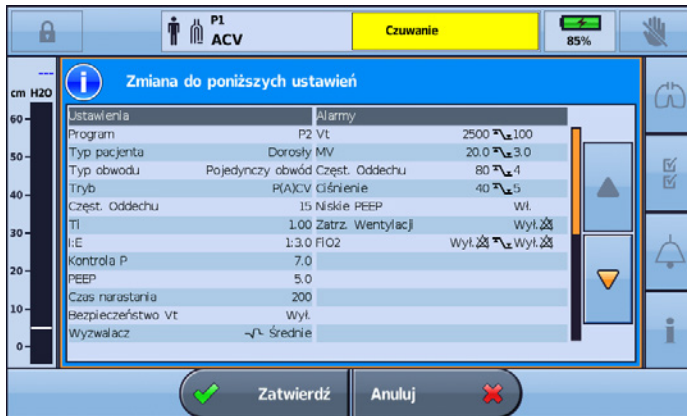 P1
ACV
Czuwanie
85%
---
cm H2O
60
50
40
30
20
10
0
Zmiana do poniższych ustawień
Ustawienia Alarmy
Program P2 Vt 2500 100
Typ pacjenta Dorosły MV 20.0 3.0
Typ obwodu Pojedynczy obwód Częst. Oddechu 80 4
Tryb P(A)CV Ciśnienie 40 5
Częst. Oddechu 15 Niskie PEEP Wł.
Ti 1.00 Zatrz. Wentylacji Wył.
I:E 1:3.0 FiO2 Wył. Wył.
Kontrola P 7.0
PEEP 5.0
Czas narastania 200
Bezpieczeństwo Vt Wył.
Wyzwalacz Średnie
Zatwierdź Anuluj